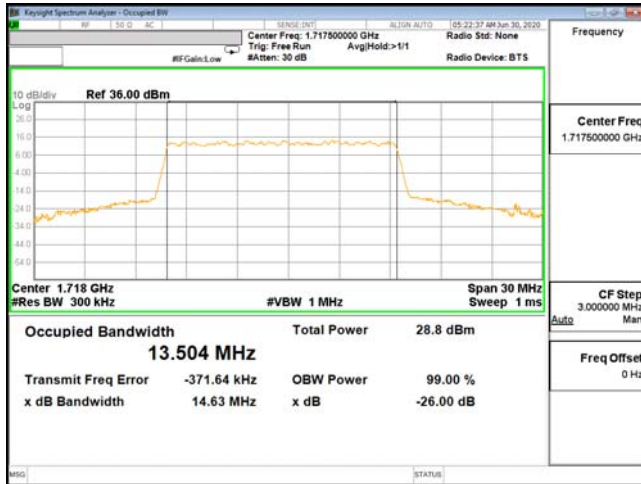 Keysight Spectrum Analyzer - Occupied BW
RF 50 Ω AC SENSE:INT ALIGN AUTO 05:22:37 AM Jun 30, 2020
Center Freq: 1.717500000 GHz Radio Std: None
Trig: Free Run Avg|Hold:>1/1
#IFGain:Low #Atten: 30 dB Radio Device: BTS
Frequency
10 dB/div Ref 36.00 dBm
Log
26.0
16.0
6.00
-4.00
-14.0
-24.0
-34.0
-44.0
-54.0
Center 1.718 GHz Span 30 MHz
#Res BW 300 kHz #VBW 1 MHz Sweep 1 ms
Occupied Bandwidth Total Power 28.8 dBm
13.504 MHz
Transmit Freq Error -371.64 kHz OBW Power 99.00 %
x dB Bandwidth 14.63 MHz x dB -26.00 dB
Center Freq
1.717500000 GHz
CF Step
3.000000 MHz
Auto Man
Freq Offset
0 Hz
MSG STATUS